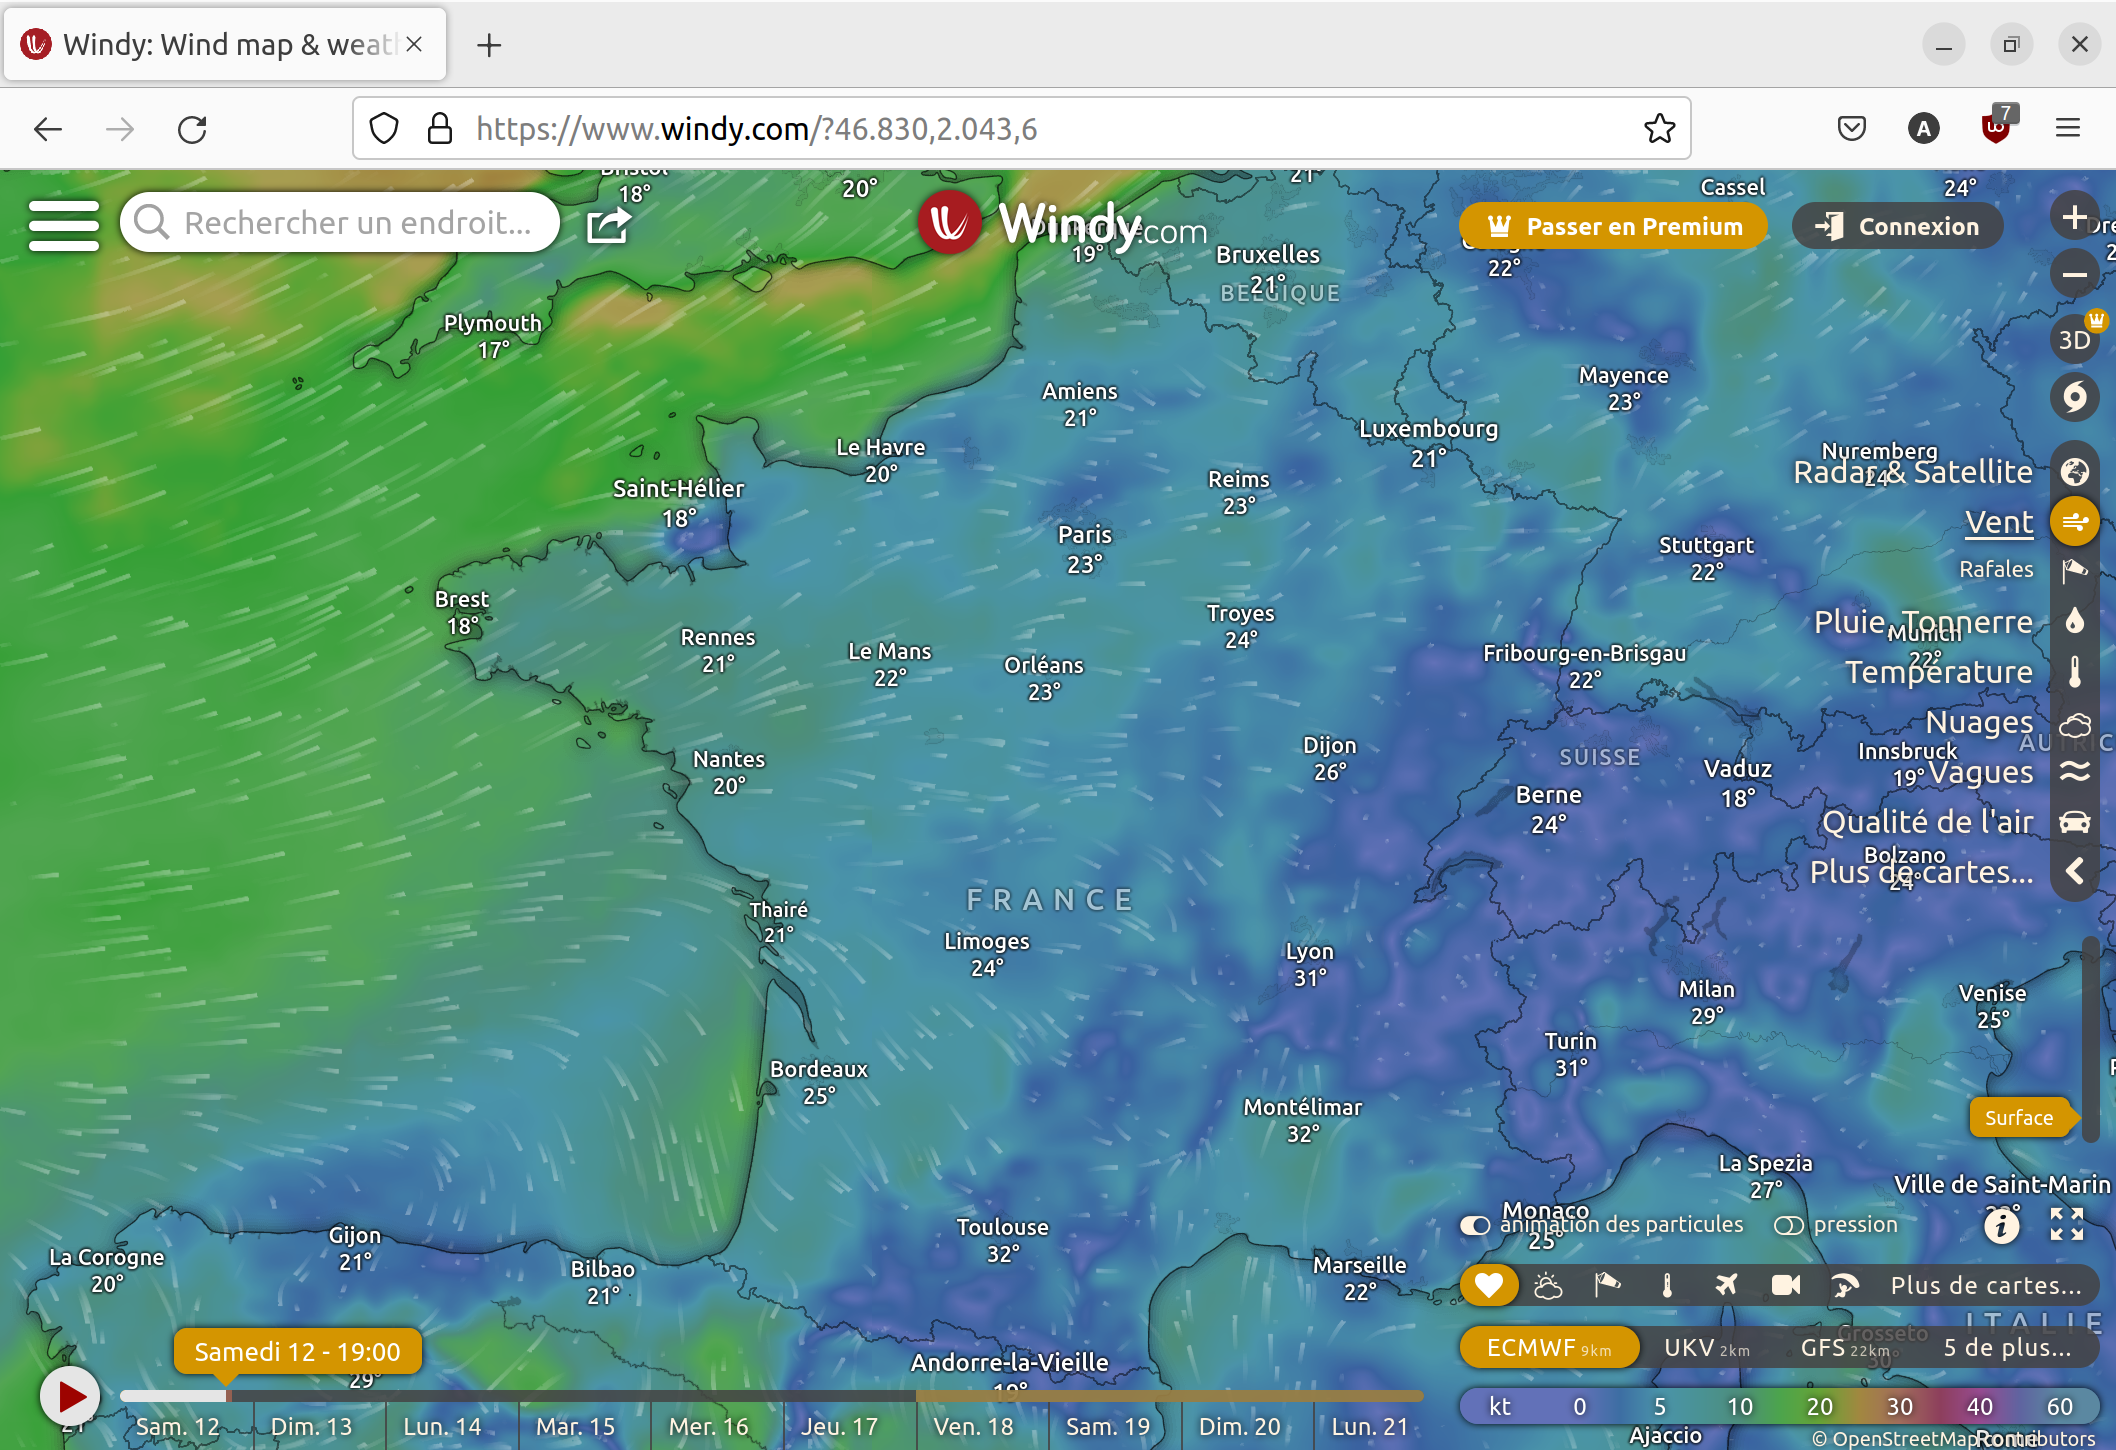 Windy: Wind map & weat
https://www.windy.com/?46.830,2.043,6
7
A
Bristol
18°
20°
21°
Cassel
24°
Rechercher un endroit...
Windy.com
Passer en Premium
Connexion
19°
Bruxelles
21°
BELGIQUE
22°
3D
Plymouth
17°
Amiens
21°
Mayence
23°
Le Havre
20°
Luxembourg
21°
Nuremberg
24
Radar & Satellite
Saint-Hélier
18°
Reims
23°
Vent
Paris
23°
Stuttgart
22°
Rafales
Brest
18°
Rennes
21°
Le Mans
22°
Orléans
23°
Troyes
24°
Fribourg-en-Brisgau
22°
Pluie, Tonnerre
Munich
22°
Température
Nuages
Nantes
20°
Dijon
26°
SUISSE
Vaduz
18°
Innsbruck
19°
Vagues
Berne
24°
Qualité de l'air
Bolzano
24°
Plus de cartes...
FRANCE
Thairé
21°
Limoges
24°
Lyon
31°
Milan
29°
Venise
25°
Turin
31°
Bordeaux
25°
Montélimar
32°
Surface
La Spezia
27°
Ville de Saint-Marin
Monaco
25°
animation des particules
pression
La Corogne
20°
Gijon
21°
Bilbao
21°
Toulouse
32°
Marseille
22°
Plus de cartes...
ITALIE
Grosseto
30°
Samedi 12 - 19:00
29°
Andorre-la-Vieille
19°
ECMWF 9km
UKV 2km
GFS 22km
5 de plus...
21°
Sam. 12
Dim. 13
Lun. 14
Mar. 15
Mer. 16
Jeu. 17
Ven. 18
Sam. 19
Dim. 20
Lun. 21
kt 0 5 10 20 30 40 60
Ajaccio
Rome
© OpenStreetMap contributors